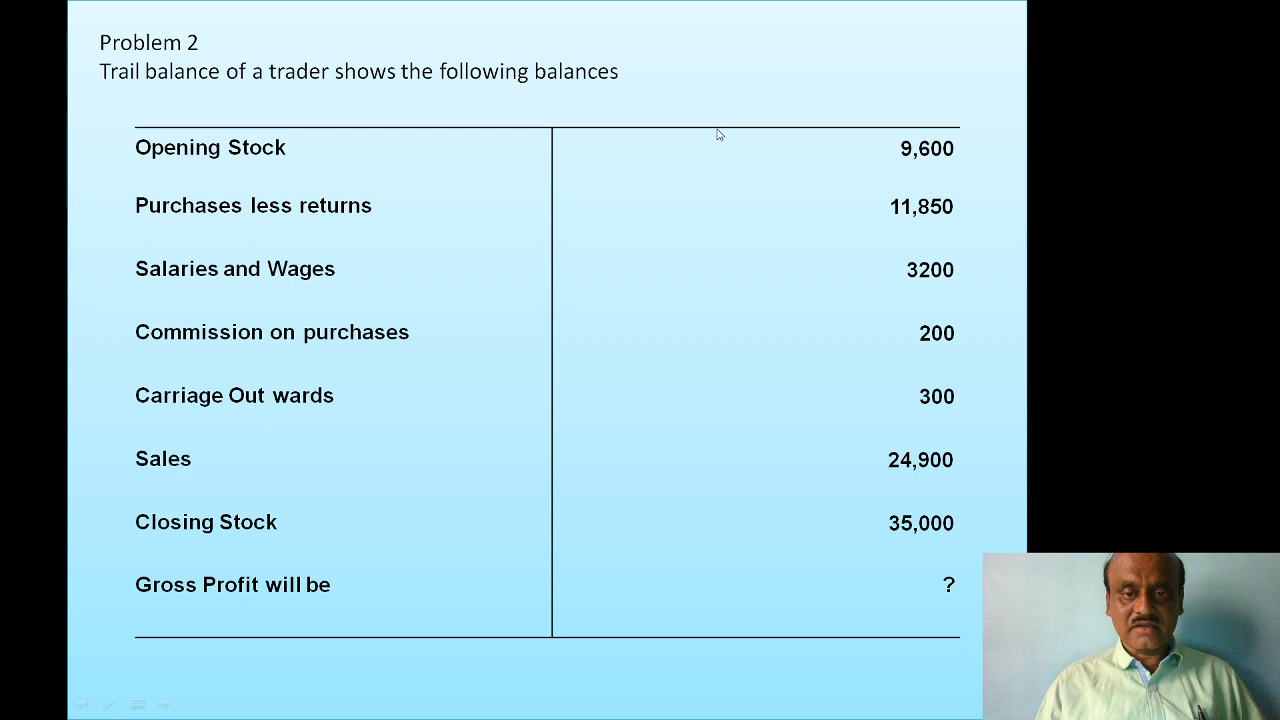 Problem 2
Trail balance of a trader shows the following balances
Opening Stock 9,600
Purchases less returns 11,850
Salaries and Wages 3200
Commission on purchases 200
Carriage Out wards 300
Sales 24,900
Closing Stock 35,000
Gross Profit will be ?